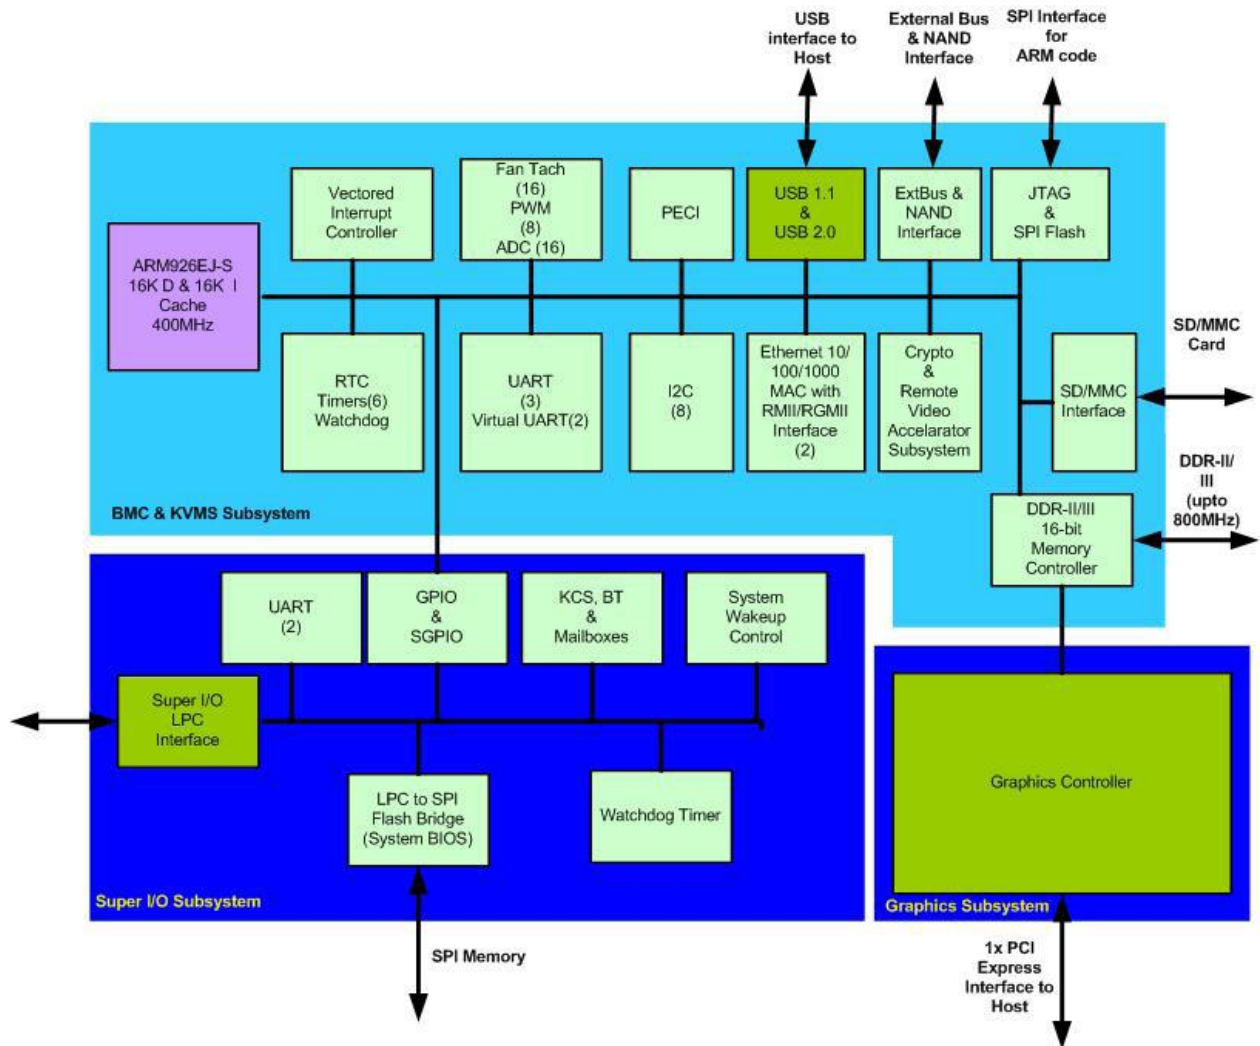 USB
interface to
Host
External Bus
& NAND
Interface
SPI Interface
for
ARM code
Vectored
Interrupt
Controller
Fan Tach
(16)
PWM
(8)
ADC (16)
PECI
USB 1.1
&
USB 2.0
ExtBus &
NAND
Interface
JTAG
&
SPI Flash
ARM926EJ-S
16K D & 16K I
Cache
400MHz
RTC
Timers(6)
Watchdog
UART
(3)
Virtual UART(2)
I2C
(8)
Ethernet 10/
100/1000
MAC with
RMII/RGMII
Interface
(2)
Crypto
&
Remote
Video
Accelarator
Subsystem
SD/MMC
Interface
SD/MMC
Card
DDR-II/
III
(upto
800MHz)
DDR-II/III
16-bit
Memory
Controller
BMC & KVMS Subsystem
UART
(2)
GPIO
&
SGPIO
KCS, BT
&
Mailboxes
System
Wakeup
Control
Super I/O
LPC
Interface
LPC to SPI
Flash Bridge
(System BIOS)
Watchdog Timer
Super I/O Subsystem
SPI Memory
Graphics Controller
Graphics Subsystem
1x PCI
Express
Interface to
Host